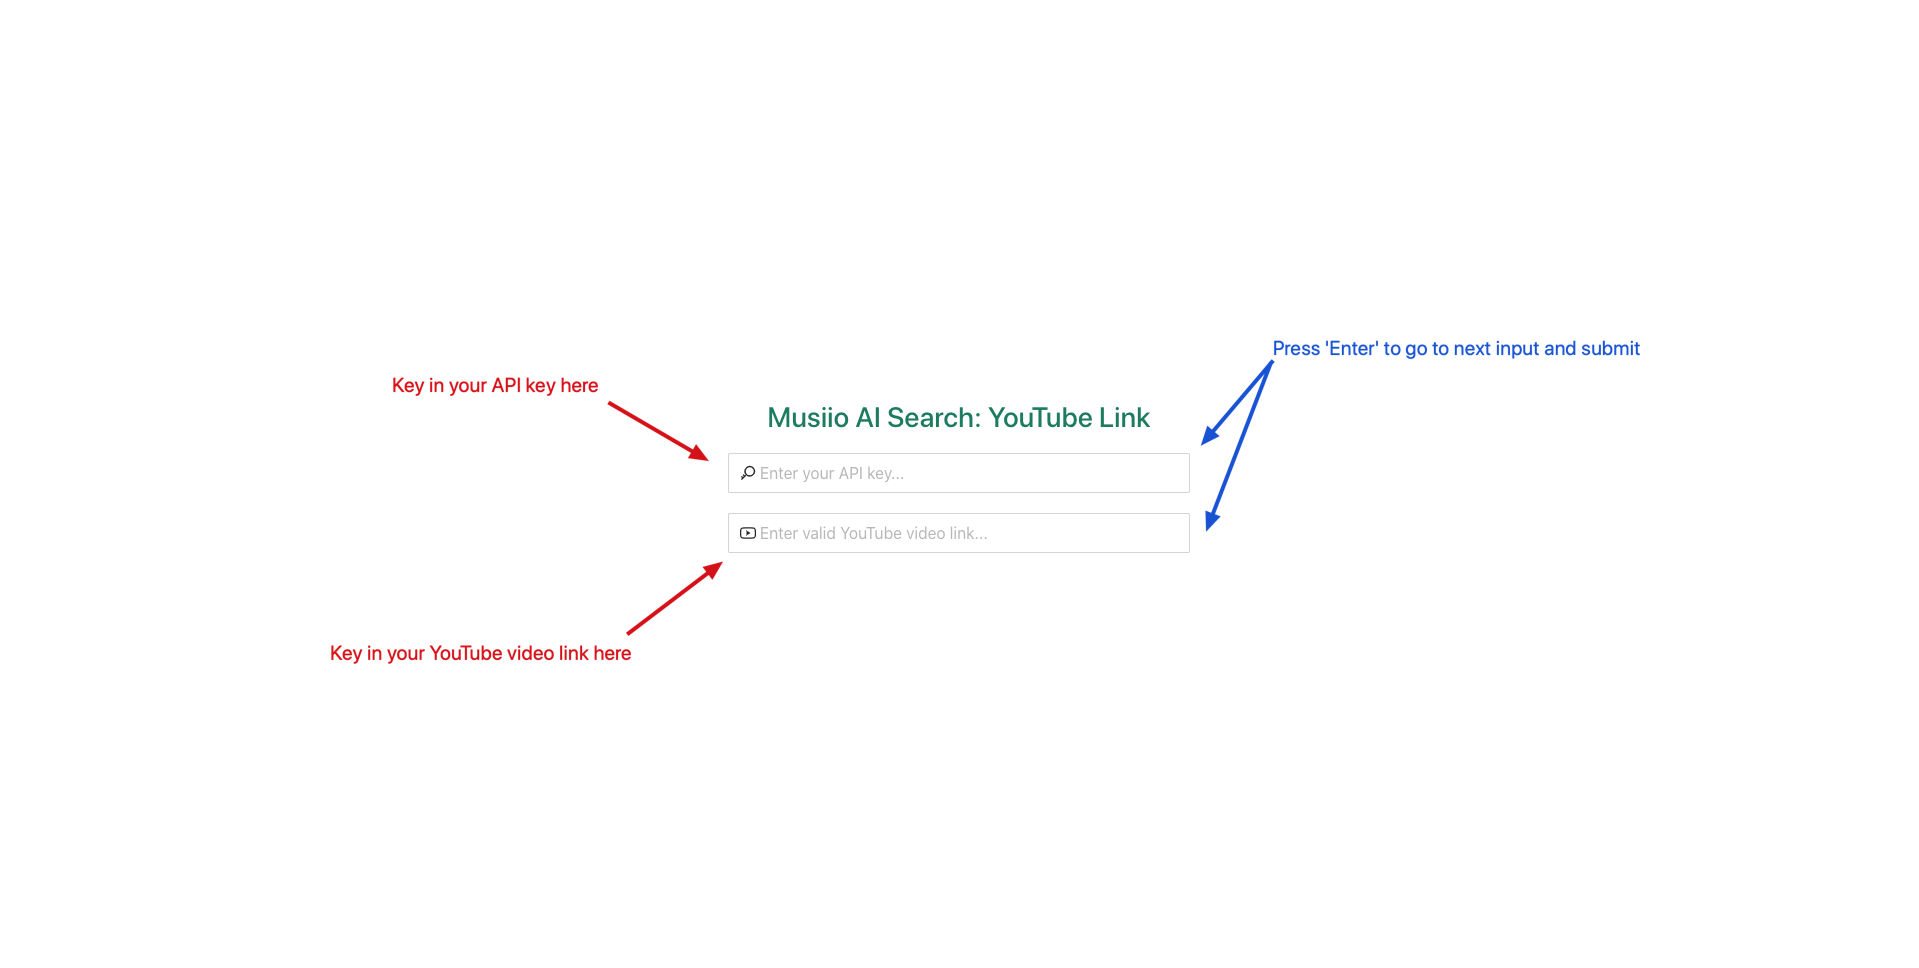 Press 'Enter' to go to next input and submit
Key in your API key here
Musiio AI Search: YouTube Link
Enter your API key...
Enter valid YouTube video link...
Key in your YouTube video link here